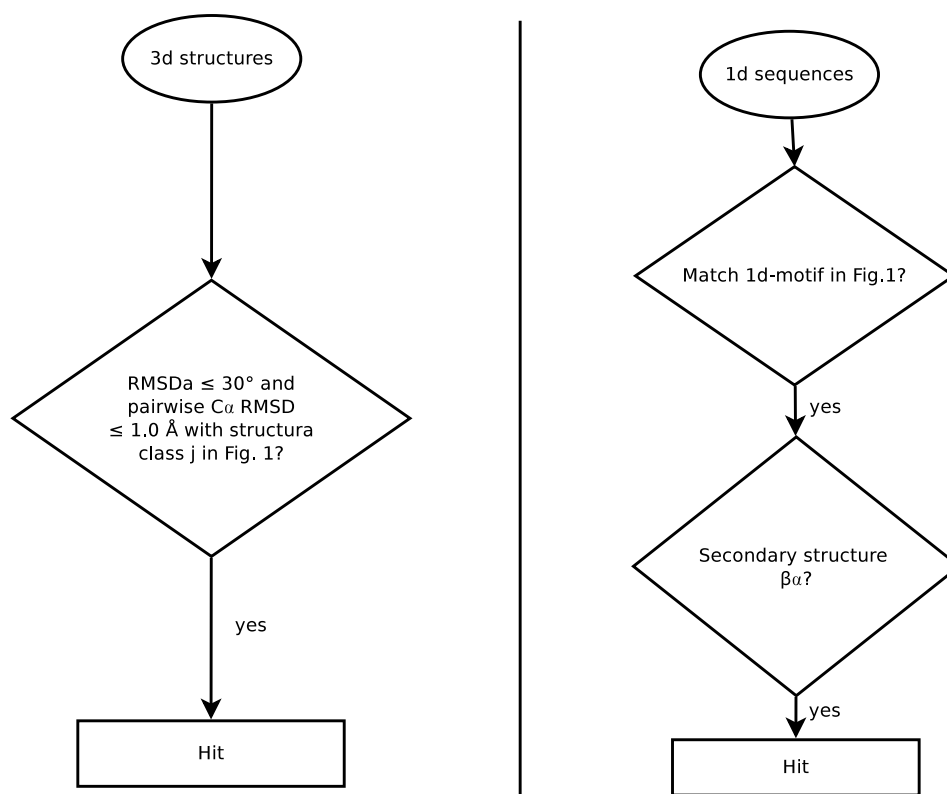 3d structures
RMSDa ≤ 30° and
pairwise Cα RMSD
≤ 1.0 Å with structura
class j in Fig. 1?
yes
Hit
1d sequences
Match 1d-motif in Fig.1?
yes
Secondary structure
βα?
yes
Hit